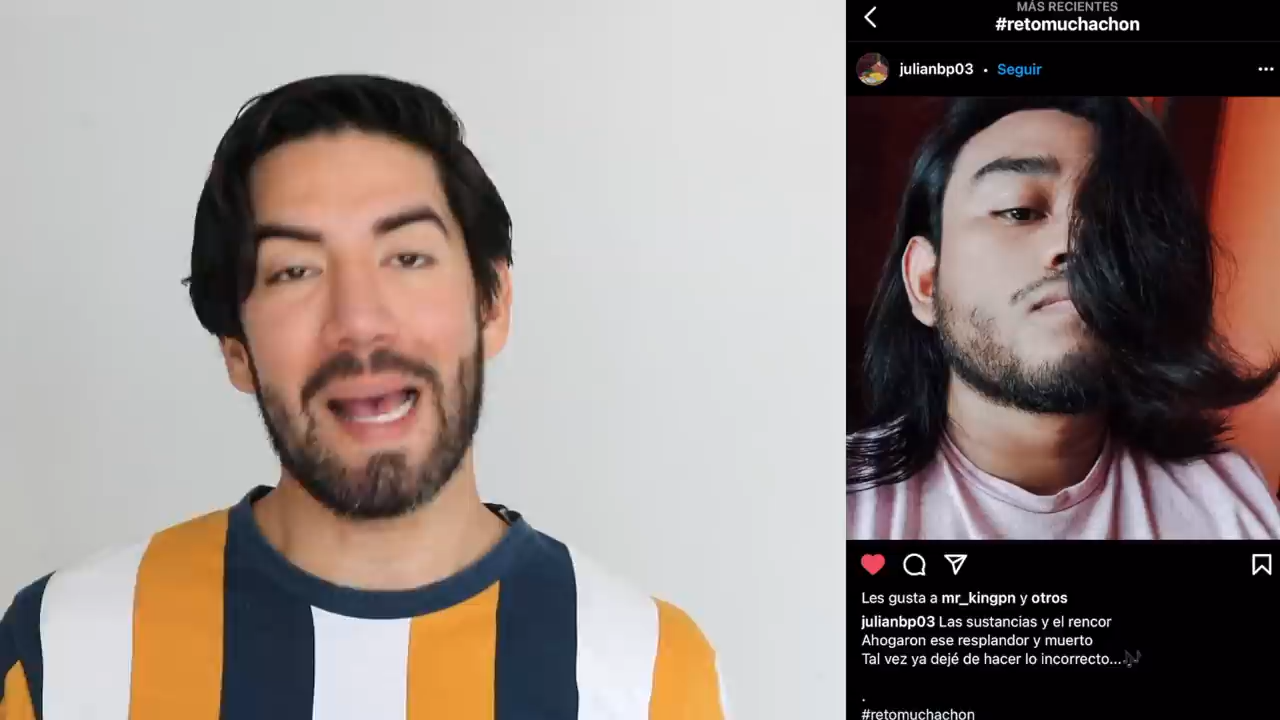 MÁS RECIENTES
#retomuchachon
julianbp03 • Seguir
Les gusta a mr_kingpn y otros
julianbp03 Las sustancias y el rencor
Ahogaron ese resplandor y muerto
Tal vez ya dejé de hacer lo incorrecto...🎶
.
#retomuchachon